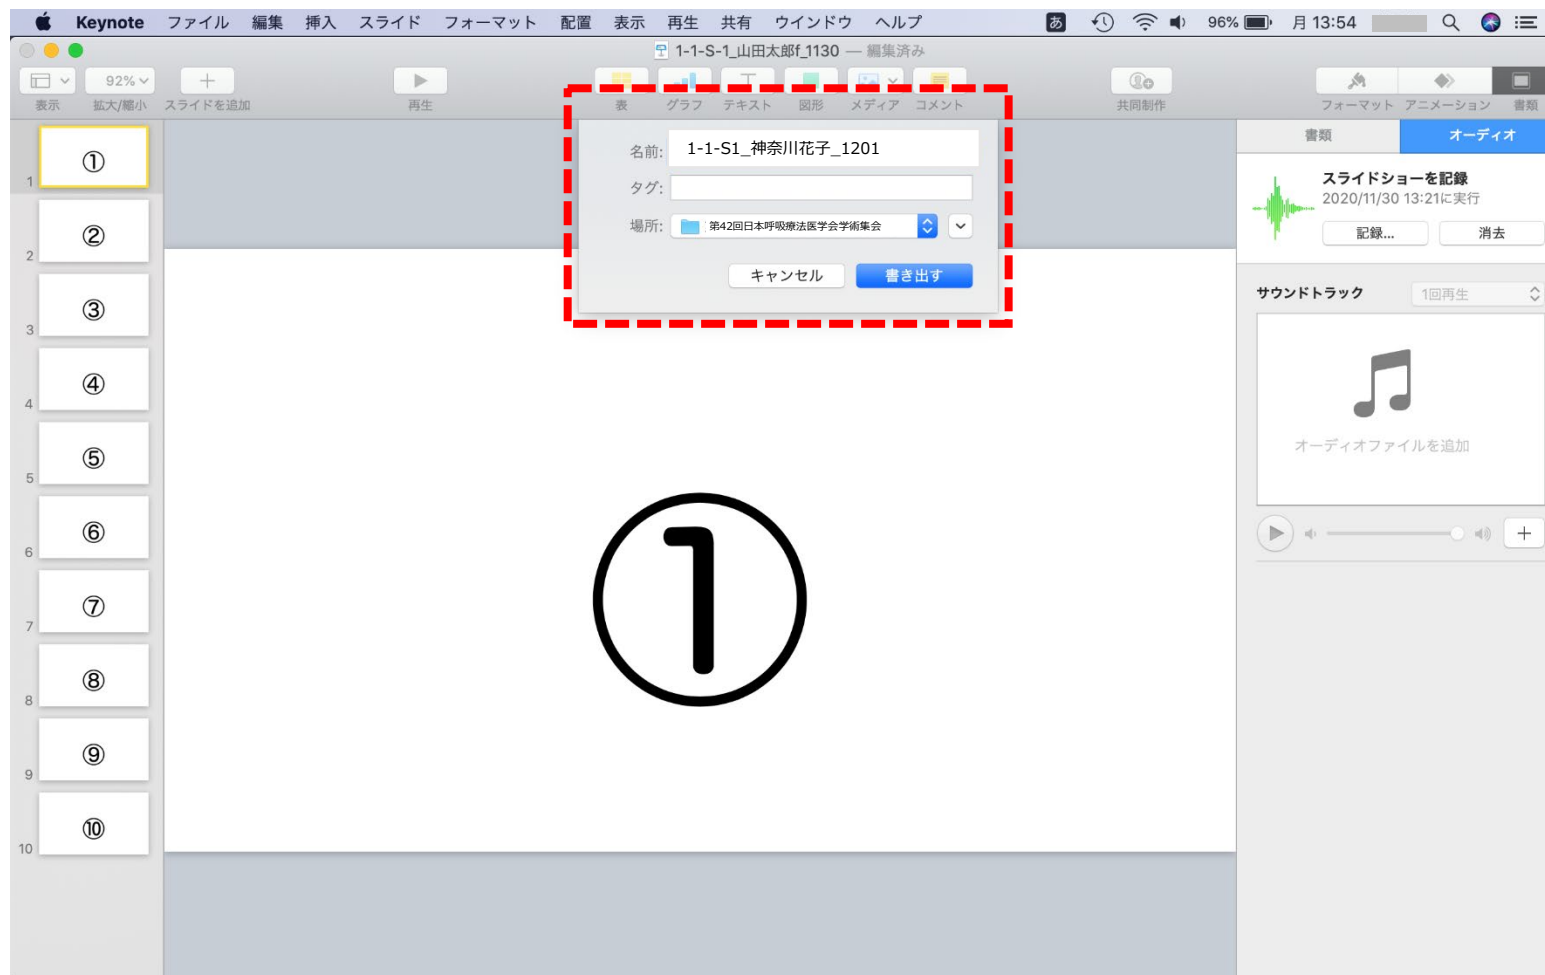 Keynote ファイル 編集 挿入 スライド フォーマット 配置 表示 再生 共有 ウインドウ ヘルプ あ 96% 月 13:54
1-1-S-1_山田太郎f_1130 — 編集済み
92%
表示 拡大/縮小 スライドを追加 再生 表 グラフ テキスト 図形 メディア コメント 共同制作 フォーマット アニメーション 書類
名前: 1-1-S1_神奈川花子_1201
タグ:
場所: 第42回日本呼吸療法医学会学術集会
キャンセル 書き出す
書類 オーディオ
スライドショーを記録
2020/11/30 13:21に実行
記録... 消去
サウンドトラック 1回再生
オーディオファイルを追加
① 1
② 2
③ 3
④ 4
⑤ 5
⑥ 6
⑦ 7
⑧ 8
⑨ 9
⑩ 10
①